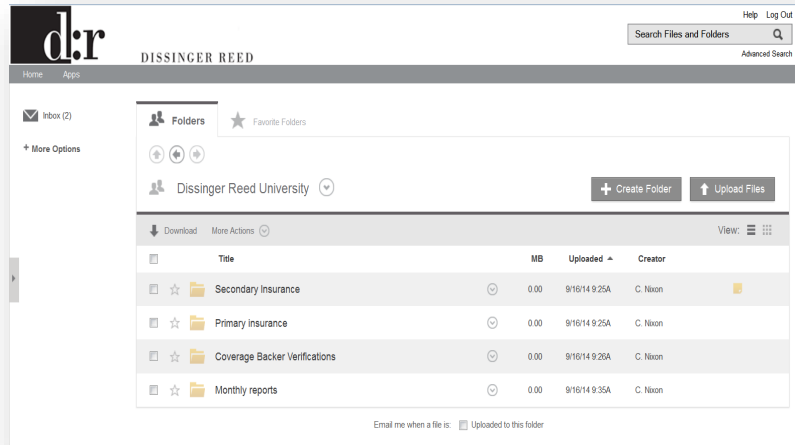 Help Log Out
d:r
DISSINGER REED
Search Files and Folders
Advanced Search
Home Apps
Inbox (2)
+ More Options
Folders Favorite Folders
Dissinger Reed University
+ Create Folder
Upload Files
Download More Actions
View:
Title MB Uploaded Creator
Secondary Insurance 0.00 9/16/14 9:25A C. Nixon
Primary insurance 0.00 9/16/14 9:25A C. Nixon
Coverage Backer Verifications 0.00 9/16/14 9:26A C. Nixon
Monthly reports 0.00 9/16/14 9:35A C. Nixon
Email me when a file is: Uploaded to this folder